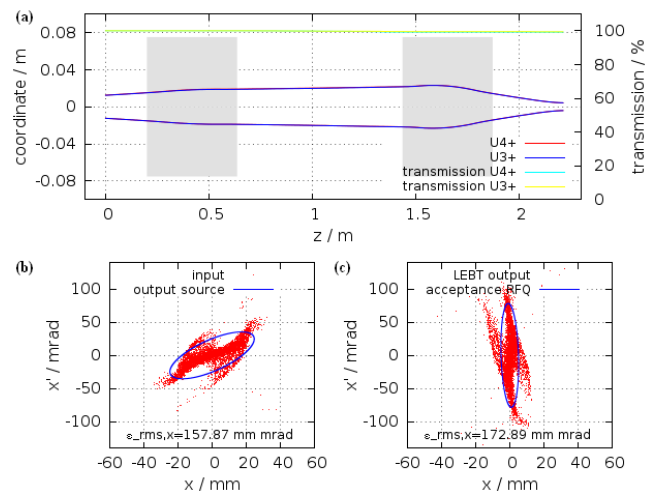 (a)
0.08
0.04
0
-0.04
-0.08
coordinate / m
100
80
60
40
20
0
transmission / %
U4+
U3+
transmission U4+
transmission U3+
0
0.5
1
1.5
2
z / m
(b)
input
output source
100
50
0
-50
-100
x' / mrad
ε_rms,x=157.87 mm mrad
-60
-40
-20
0
20
40
60
x / mm
(c)
LEBT output
acceptance RFQ
100
50
0
-50
-100
x' / mrad
ε_rms,x=172.89 mm mrad
-60
-40
-20
0
20
40
60
x / mm